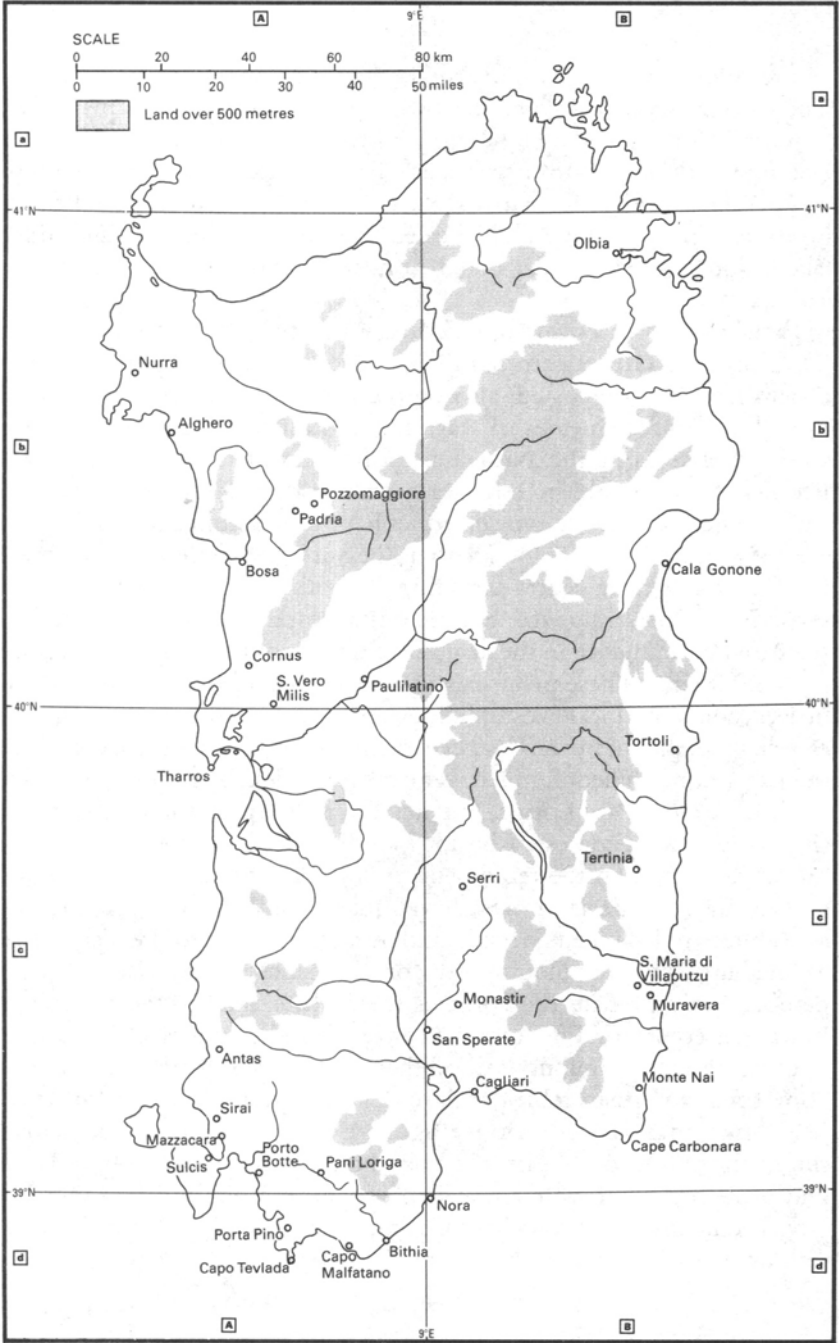 A
9°E
B
SCALE
0 20 40 60 80 km
0 10 20 30 40 50 miles
Land over 500 metres
a
a
41°N
41°N
Olbia
Nurra
Alghero
b
b
Pozzomaggiore
Padria
Bosa
Cala Gonone
Cornus
S. Vero
Milis
Paulilatino
40°N
40°N
Tortoli
Tharros
Tertinia
Serri
c
c
S. Maria di
Villaputzu
Monastir
Muravera
San Sperate
Antas
Cagliari
Monte Nai
Sirai
Mazzacara
Cape Carbonara
Sulcis
Porto
Botte
Pani Loriga
39°N
39°N
Nora
Porta Pino
Bithia
Capo
Malfatano
Capo Tevlada
d
d
A
9°E
B